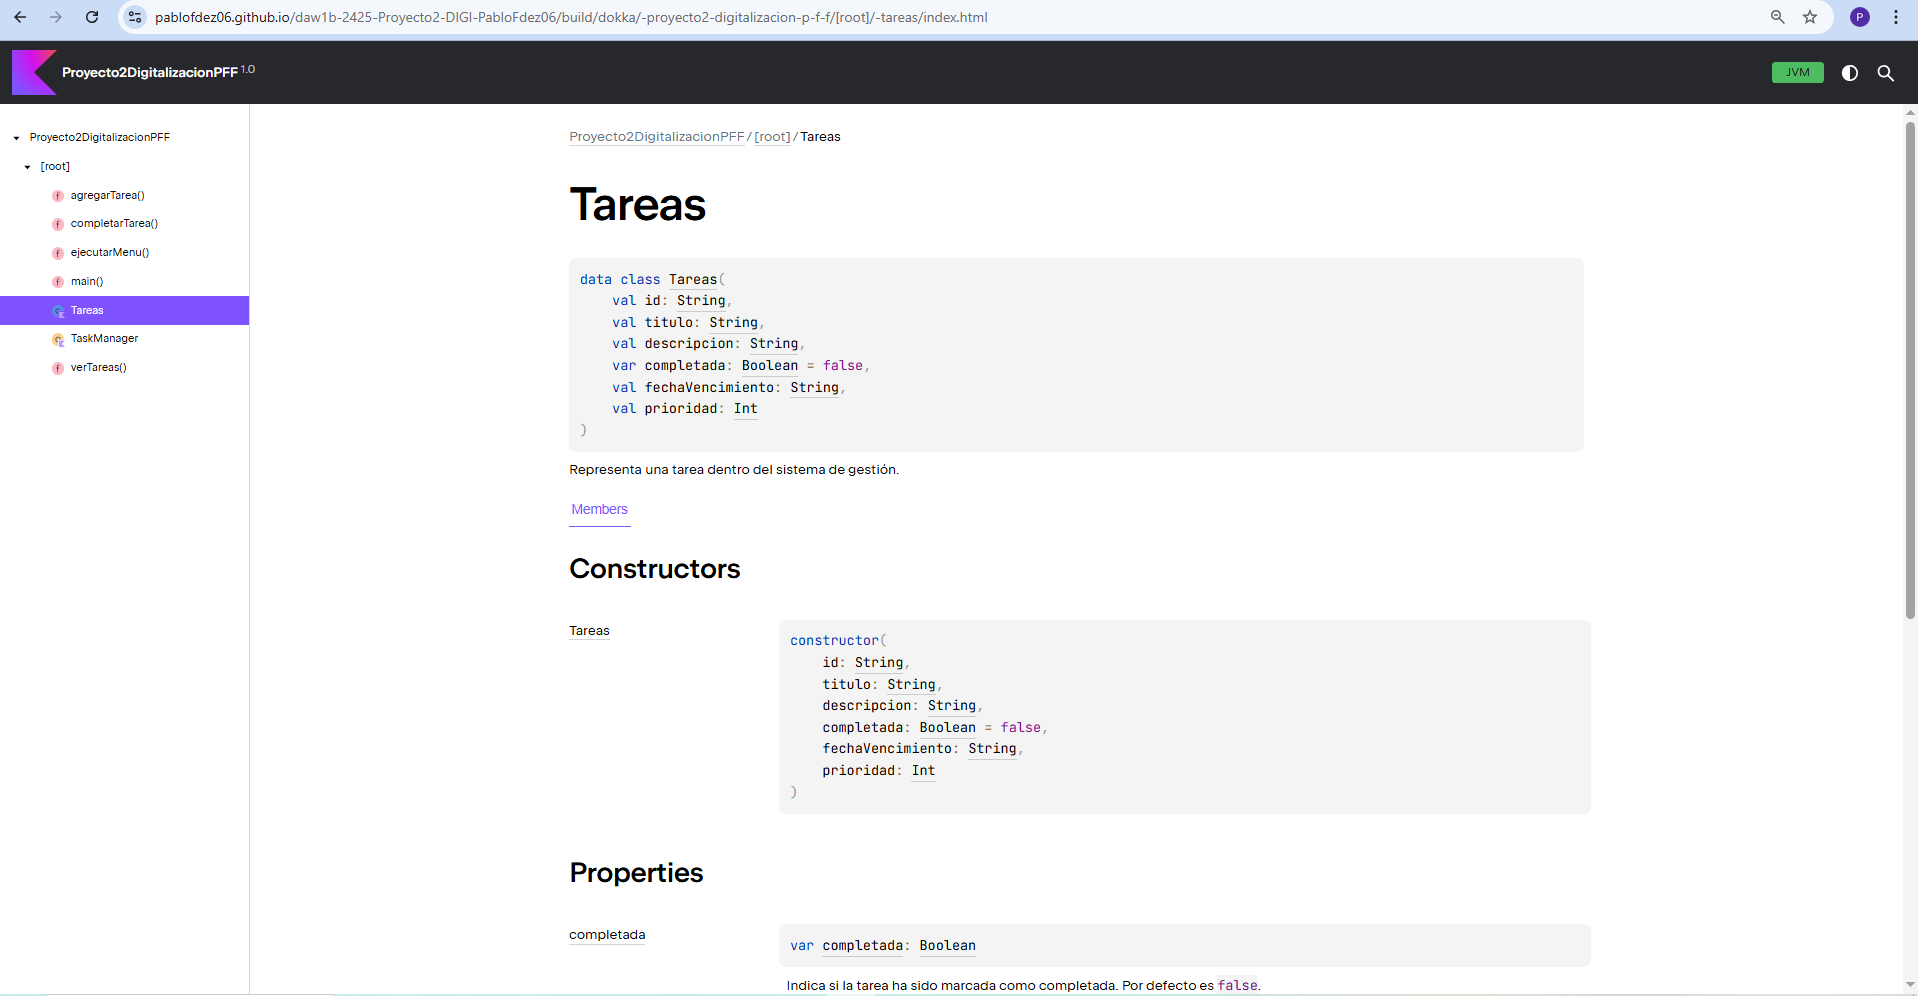 pablofdez06.github.io/daw1b-2425-Proyecto2-DIGI-PabloFdez06/build/dokka/-proyecto2-digitalizacion-p-f-f/[root]/-tareas/index.html
P
Proyecto2DigitalizacionPFF 1.0
JVM
Proyecto2DigitalizacionPFF
[root]
f agregarTarea()
f completarTarea()
f ejecutarMenu()
f main()
Tareas
TaskManager
f verTareas()
Proyecto2DigitalizacionPFF / [root] / Tareas
Tareas
data class Tareas(
val id: String,
val titulo: String,
val descripcion: String,
var completada: Boolean = false,
val fechaVencimiento: String,
val prioridad: Int
)
Representa una tarea dentro del sistema de gestión.
Members
Constructors
Tareas
constructor(
id: String,
titulo: String,
descripcion: String,
completada: Boolean = false,
fechaVencimiento: String,
prioridad: Int
)
Properties
completada
var completada: Boolean
Indica si la tarea ha sido marcada como completada. Por defecto es false.